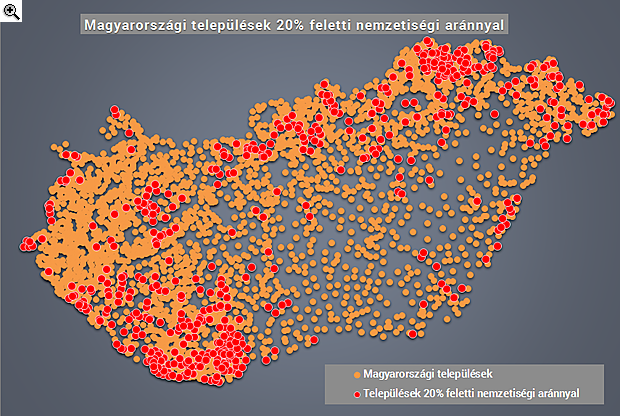 Magyarországi települések 20% feletti nemzetiségi aránnyal
Magyarországi települések
Települések 20% feletti nemzetiségi aránnyal